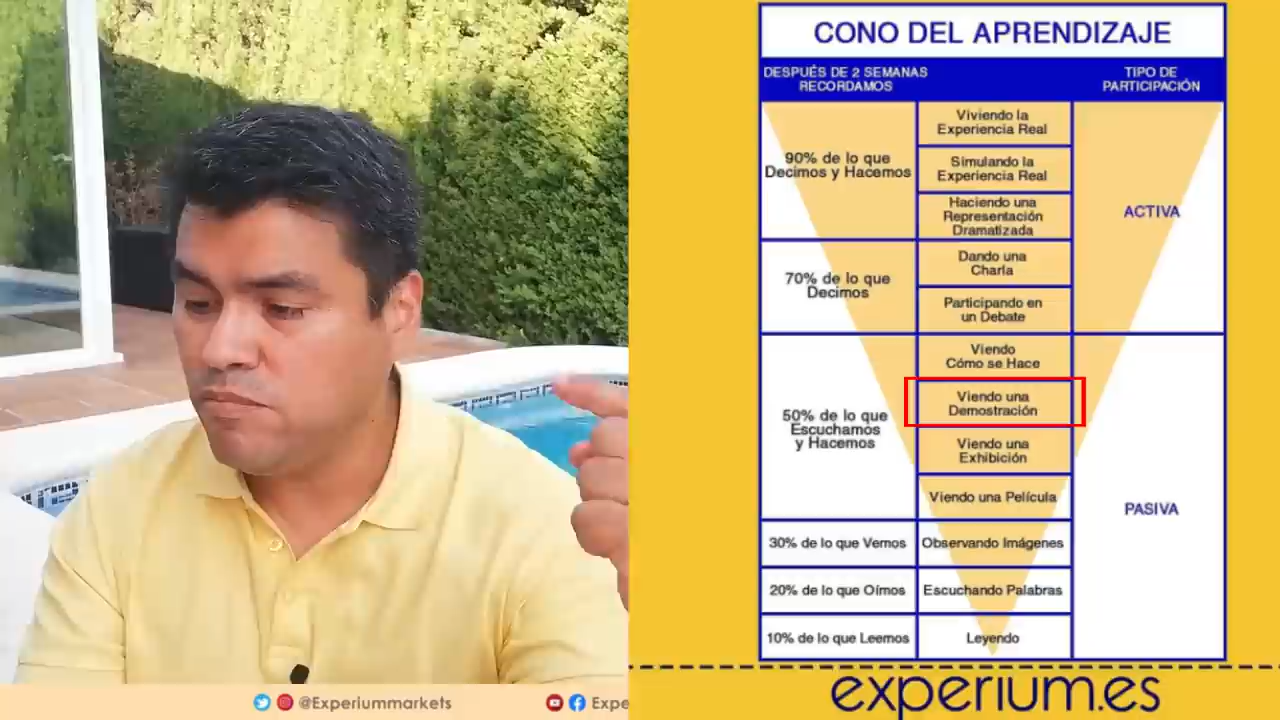 CONO DEL APRENDIZAJE
DESPUÉS DE 2 SEMANAS
RECORDAMOS
TIPO DE
PARTICIPACIÓN
90% de lo que
Decimos y Hacemos
Viviendo la
Experiencia Real
Simulando la
Experiencia Real
Haciendo una
Representación
Dramatizada
ACTIVA
70% de lo que
Decimos
Dando una
Charla
Participando en
un Debate
50% de lo que
Escuchamos
y Hacemos
Viendo
Cómo se Hace
Viendo una
Demostración
Viendo una
Exhibición
Viendo una Película
PASIVA
30% de lo que Vemos
Observando Imágenes
20% de lo que Oímos
Escuchando Palabras
10% de lo que Leemos
Leyendo
experium.es
@Experiummarkets
Expe